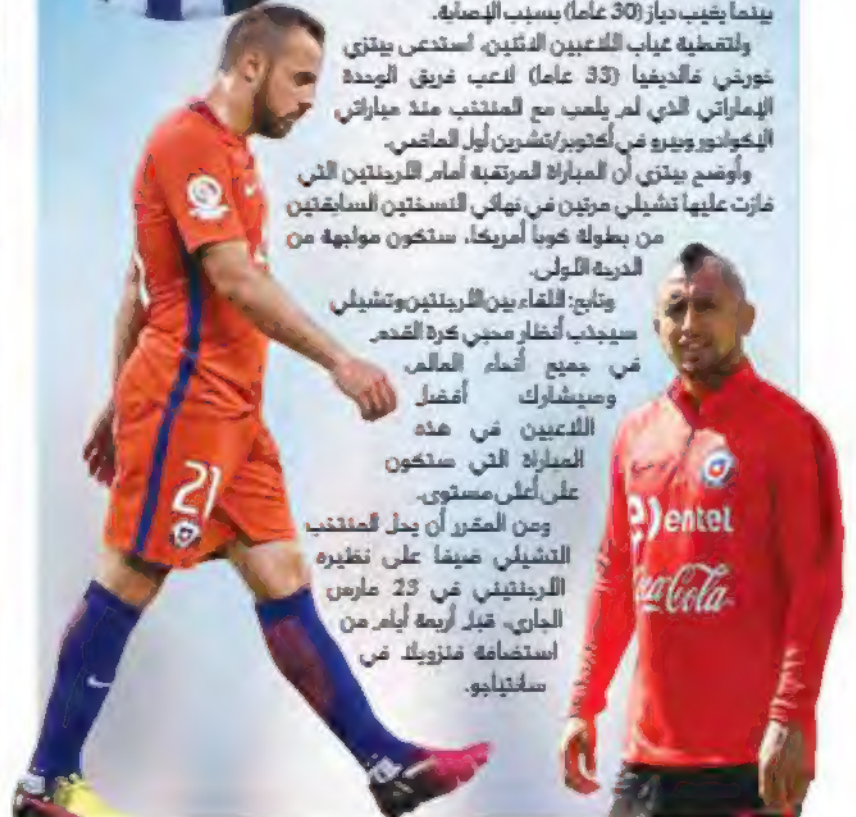 بينما يغيب دياز (30 عاما) بسبب الإصابة.
ولتغطية غياب اللاعبين الاثنين، استدعى بيتزي
خورخي فالديفيا (33 عاما) لاعب فريق الوحدة
الإماراتي الذي لم يلعب مع المنتخب منذ مباراتي
الإكوادور وبيرو في أكتوبر/تشرين أول الماضي.
وأوضح بيتزي أن المباراة المرتقبة أمام الأرجنتين التي
فازت عليها تشيلي مرتين في نهائي النسختين السابقتين
من بطولة كوبا أمريكا، ستكون مواجهة من
الدرجة الأولى.
وتابع: اللقاء بين الأرجنتين وتشيلي
سيجذب أنظار محبي كرة القدم
في جميع أنحاء العالم،
وسيشارك أفضل
اللاعبين في هذه
المباراة التي ستكون
على أعلى مستوى.
ومن المقرر أن يحل المنتخب
التشيلي ضيفا على نظيره
الأرجنتيني في 23 مارس
الجاري، قبل أربعة أيام من
استضافة فنزويلا في
سانتياجو.
21
entel
Coca-Cola